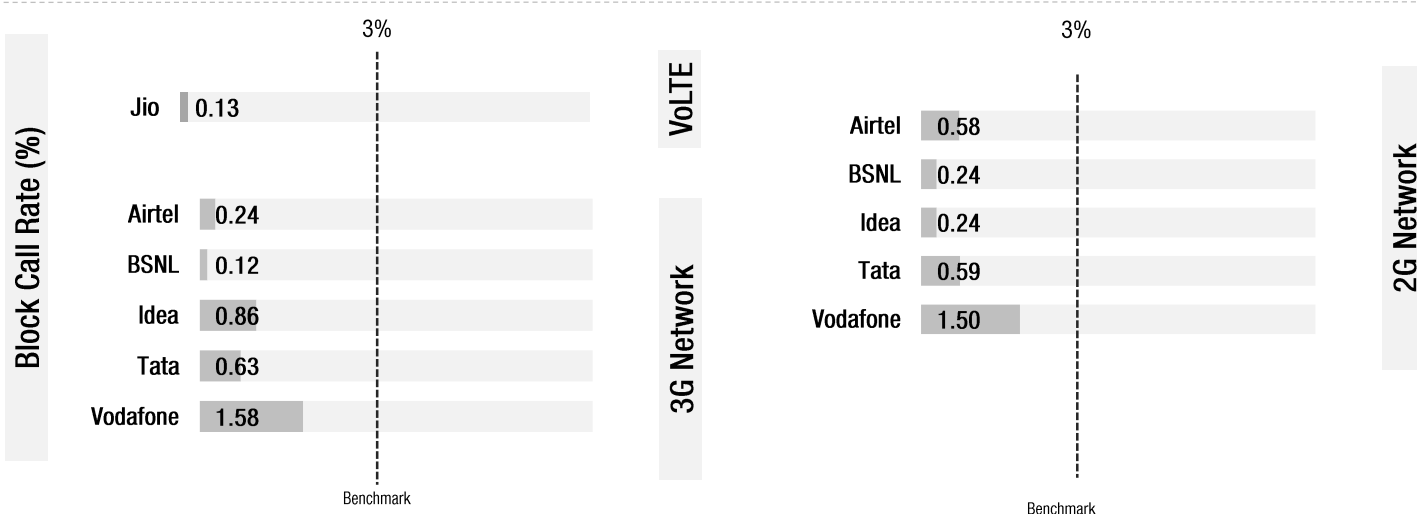 Block Call Rate (%)
3%
Jio 0.13
VoLTE
Airtel 0.24
BSNL 0.12
Idea 0.86
Tata 0.63
Vodafone 1.58
3G Network
Benchmark
3%
Airtel 0.58
BSNL 0.24
Idea 0.24
Tata 0.59
Vodafone 1.50
2G Network
Benchmark